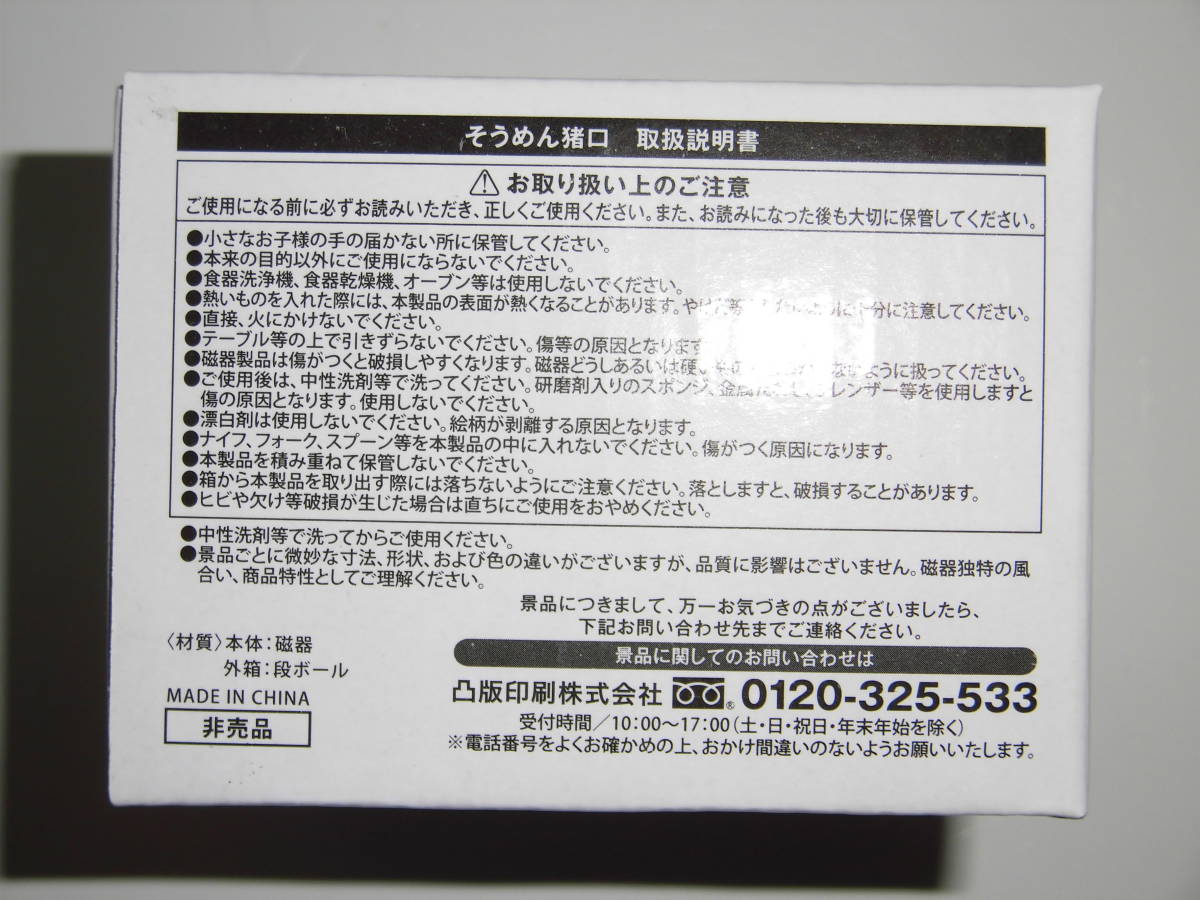 そうめん猪口 取扱説明書
⚠お取り扱い上のご注意
ご使用になる前に必ずお読みいただき、正しくご使用ください。また、お読みになった後も大切に保管してください。
●小さなお子様の手の届かない所に保管してください。
●本来の目的以外にご使用にならないでください。
●食器洗浄機、食器乾燥機、オーブン等は使用しないでください。
●熱いものを入れた際には、本製品の表面が熱くなることがあります。やけど等 十分に注意してください。
●直接、火にかけないでください。
●テーブル等の上で引きずらないでください。傷等の原因となります
●磁器製品は傷がつくと破損しやすくなります。磁器どうしあるいは硬い ないように扱ってください。
●ご使用後は、中性洗剤等で洗ってください。研磨剤入りのスポンジ、金属たわし、クレンザー等を使用しますと
傷の原因となります。使用しないでください。
●漂白剤は使用しないでください。絵柄が剥離する原因となります。
●ナイフ、フォーク、スプーン等を本製品の中に入れないでください。傷がつく原因になります。
●本製品を積み重ねて保管しないでください。
●箱から本製品を取り出す際には落ちないようにご注意ください。落としますと、破損することがあります。
●ヒビや欠け等破損が生じた場合は直ちにご使用をおやめください。
●中性洗剤等で洗ってからご使用ください。
●景品ごとに微妙な寸法、形状、および色の違いがございますが、品質に影響はございません。磁器独特の風
合い、商品特性としてご理解ください。
景品につきまして、万一お気づきの点がございましたら、
下記お問い合わせ先までご連絡ください。
〈材質〉本体：磁器
外箱：段ボール
MADE IN CHINA
非売品
景品に関してのお問い合わせは
凸版印刷株式会社 ® 0120-325-533
受付時間／10:00〜17:00（土・日・祝日・年末年始を除く）
※電話番号をよくお確かめの上、おかけ間違いのないようお願いいたします。